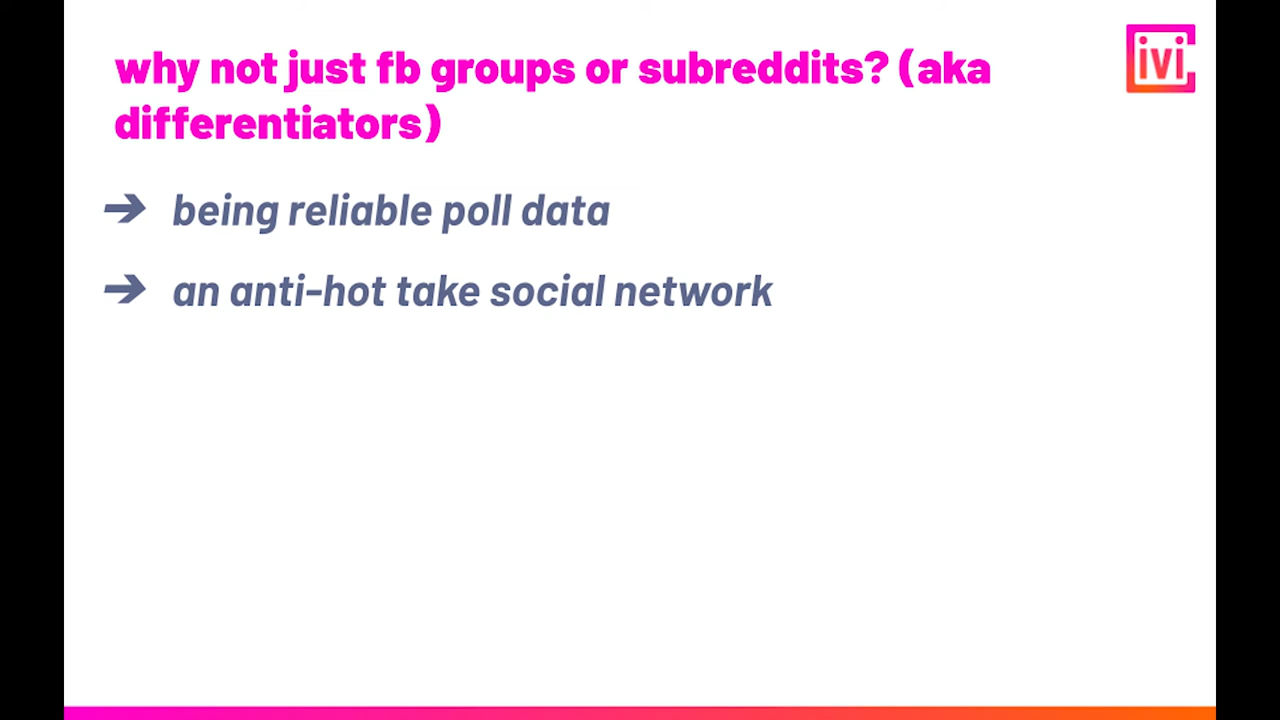 why not just fb groups or subreddits? (aka
differentiators)
ivi
➔ being reliable poll data
➔ an anti-hot take social network